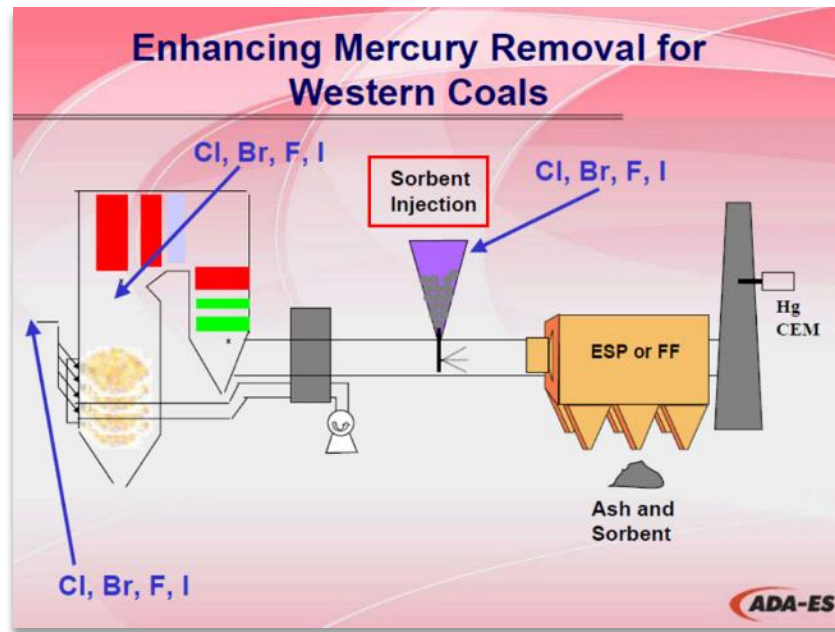 Enhancing Mercury Removal for
Western Coals
Cl, Br, F, I
Sorbent
Injection
Cl, Br, F, I
Hg
CEM
ESP or FF
Ash and
Sorbent
Cl, Br, F, I
ADA-ES